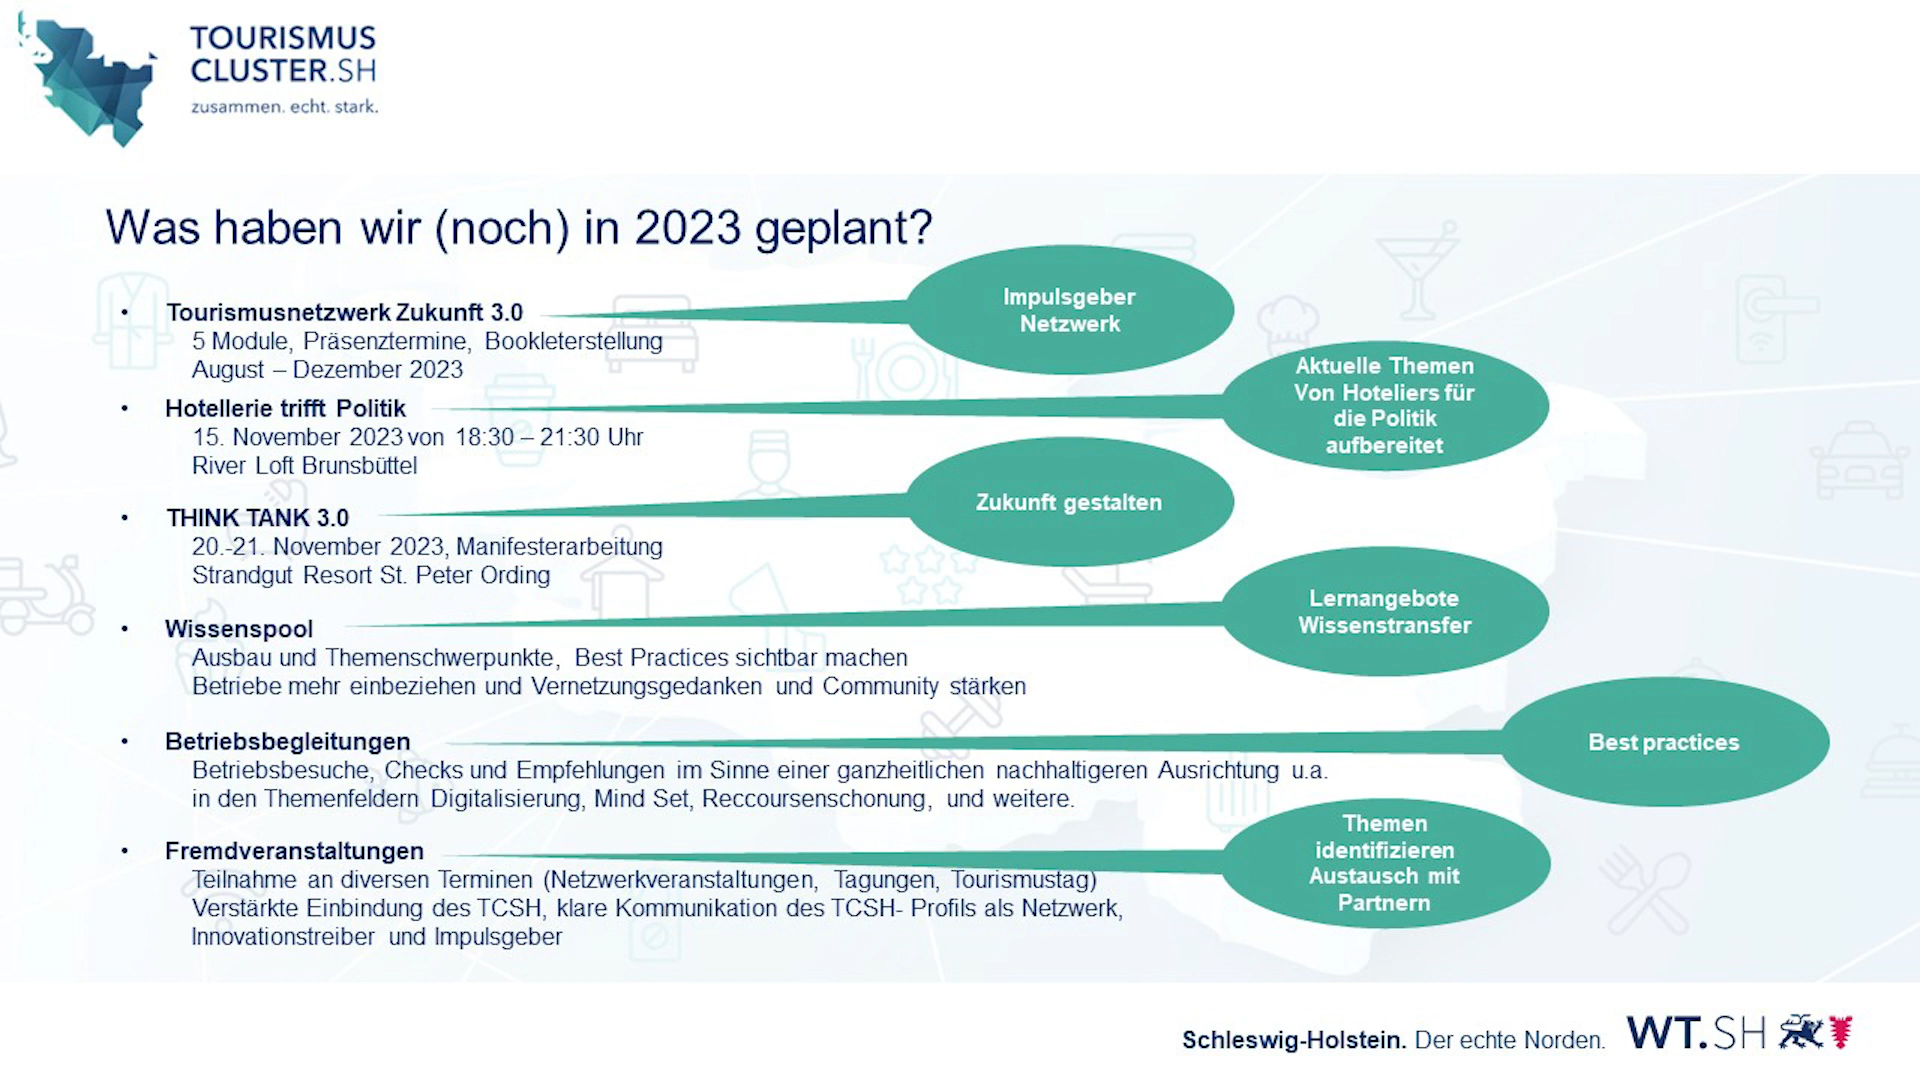 TOURISMUS
CLUSTER.SH
zusammen. echt. stark.
Was haben wir (noch) in 2023 geplant?
• Tourismusnetzwerk Zukunft 3.0
5 Module, Präsenztermine, Bookleterstellung
August – Dezember 2023
Impulsgeber
Netzwerk
• Hotellerie trifft Politik
15. November 2023 von 18:30 – 21:30 Uhr
River Loft Brunsbüttel
Aktuelle Themen
Von Hoteliers für
die Politik
aufbereitet
• THINK TANK 3.0
20.-21. November 2023, Manifesterarbeitung
Strandgut Resort St. Peter Ording
Zukunft gestalten
• Wissenspool
Ausbau und Themenschwerpunkte, Best Practices sichtbar machen
Betriebe mehr einbeziehen und Vernetzungsgedanken und Community stärken
Lernangebote
Wissenstransfer
• Betriebsbegleitungen
Betriebsbesuche, Checks und Empfehlungen im Sinne einer ganzheitlichen nachhaltigeren Ausrichtung u.a.
in den Themenfeldern Digitalisierung, Mind Set, Reccoursenschonung, und weitere.
Best practices
• Fremdveranstaltungen
Teilnahme an diversen Terminen (Netzwerkveranstaltungen, Tagungen, Tourismustag)
Verstärkte Einbindung des TCSH, klare Kommunikation des TCSH- Profils als Netzwerk,
Innovationstreiber und Impulsgeber
Themen
identifizieren
Austausch mit
Partnern
Schleswig-Holstein. Der echte Norden.
WT.SH